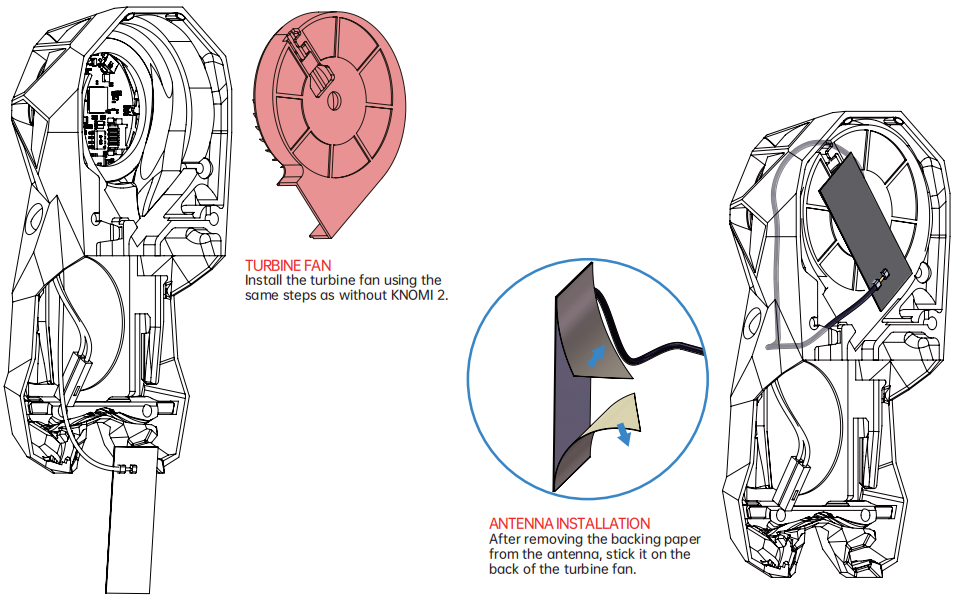 TURBINE FAN
Install the turbine fan using the
same steps as without KNOMI 2.
ANTENNA INSTALLATION
After removing the backing paper
from the antenna, stick it on the
back of the turbine fan.